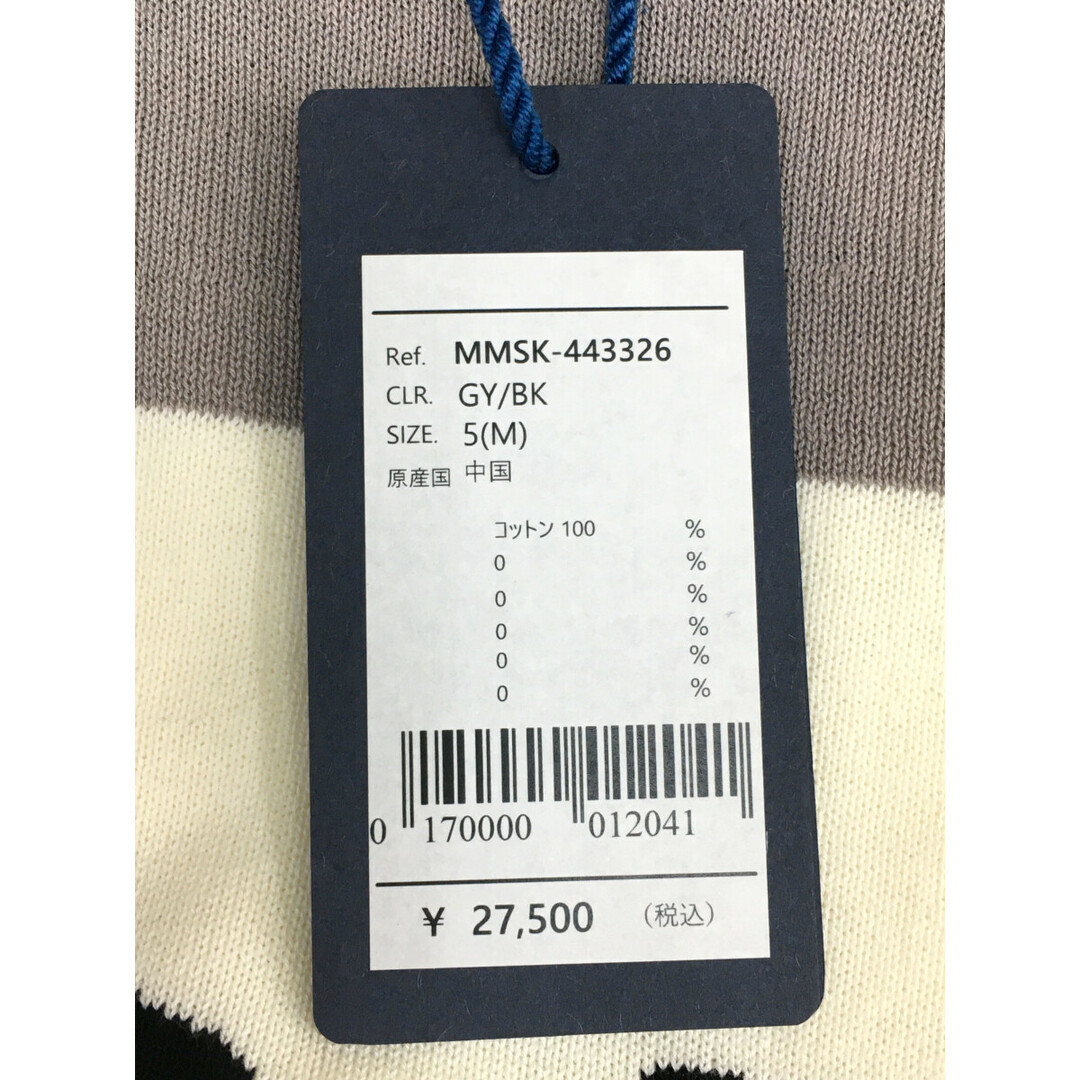 Ref. MMSK-443326
CLR. GY/BK
SIZE. 5(M)
原産国 中国
コットン 100 %
0 %
0 %
0 %
0 %
0 %
0 170000 012041
¥ 27,500 (税込)